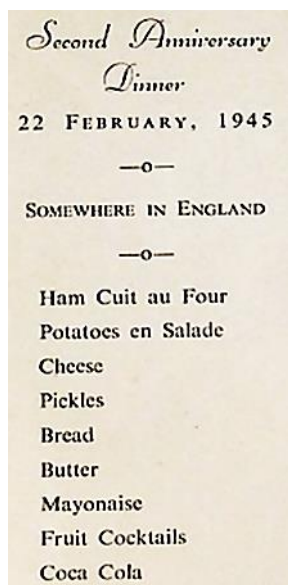 Second Anniversary
Dinner
22 FEBRUARY, 1945
—o—
SOMEWHERE IN ENGLAND
—o—
Ham Cuit au Four
Potatoes en Salade
Cheese
Pickles
Bread
Butter
Mayonaise
Fruit Cocktails
Coca Cola